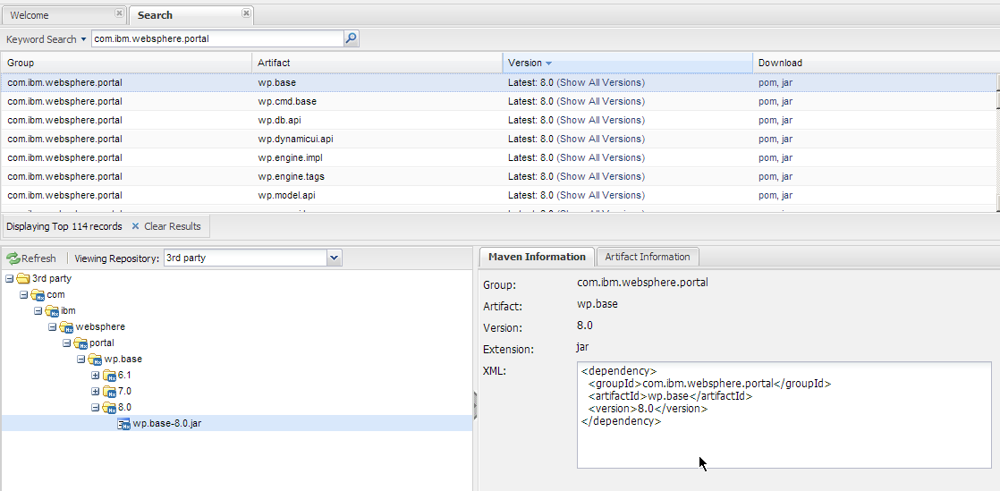 Welcome
Search
Keyword Search com.ibm.websphere.portal
Group Artifact Version Download
com.ibm.websphere.portal wp.base Latest: 8.0 (Show All Versions) pom, jar
com.ibm.websphere.portal wp.cmd.base Latest: 8.0 (Show All Versions) pom, jar
com.ibm.websphere.portal wp.db.api Latest: 8.0 (Show All Versions) pom, jar
com.ibm.websphere.portal wp.dynamicui.api Latest: 8.0 (Show All Versions) pom, jar
com.ibm.websphere.portal wp.engine.impl Latest: 8.0 (Show All Versions) pom, jar
com.ibm.websphere.portal wp.engine.tags Latest: 8.0 (Show All Versions) pom, jar
com.ibm.websphere.portal wp.model.api Latest: 8.0 (Show All Versions) pom, jar
Displaying Top 114 records Clear Results
Refresh Viewing Repository: 3rd party
3rd party
com
ibm
websphere
portal
wp.base
6.1
7.0
8.0
wp.base-8.0.jar
Maven Information Artifact Information
Group: com.ibm.websphere.portal
Artifact: wp.base
Version: 8.0
Extension: jar
XML: <dependency>
<groupId>com.ibm.websphere.portal</groupId>
<artifactId>wp.base</artifactId>
<version>8.0</version>
</dependency>